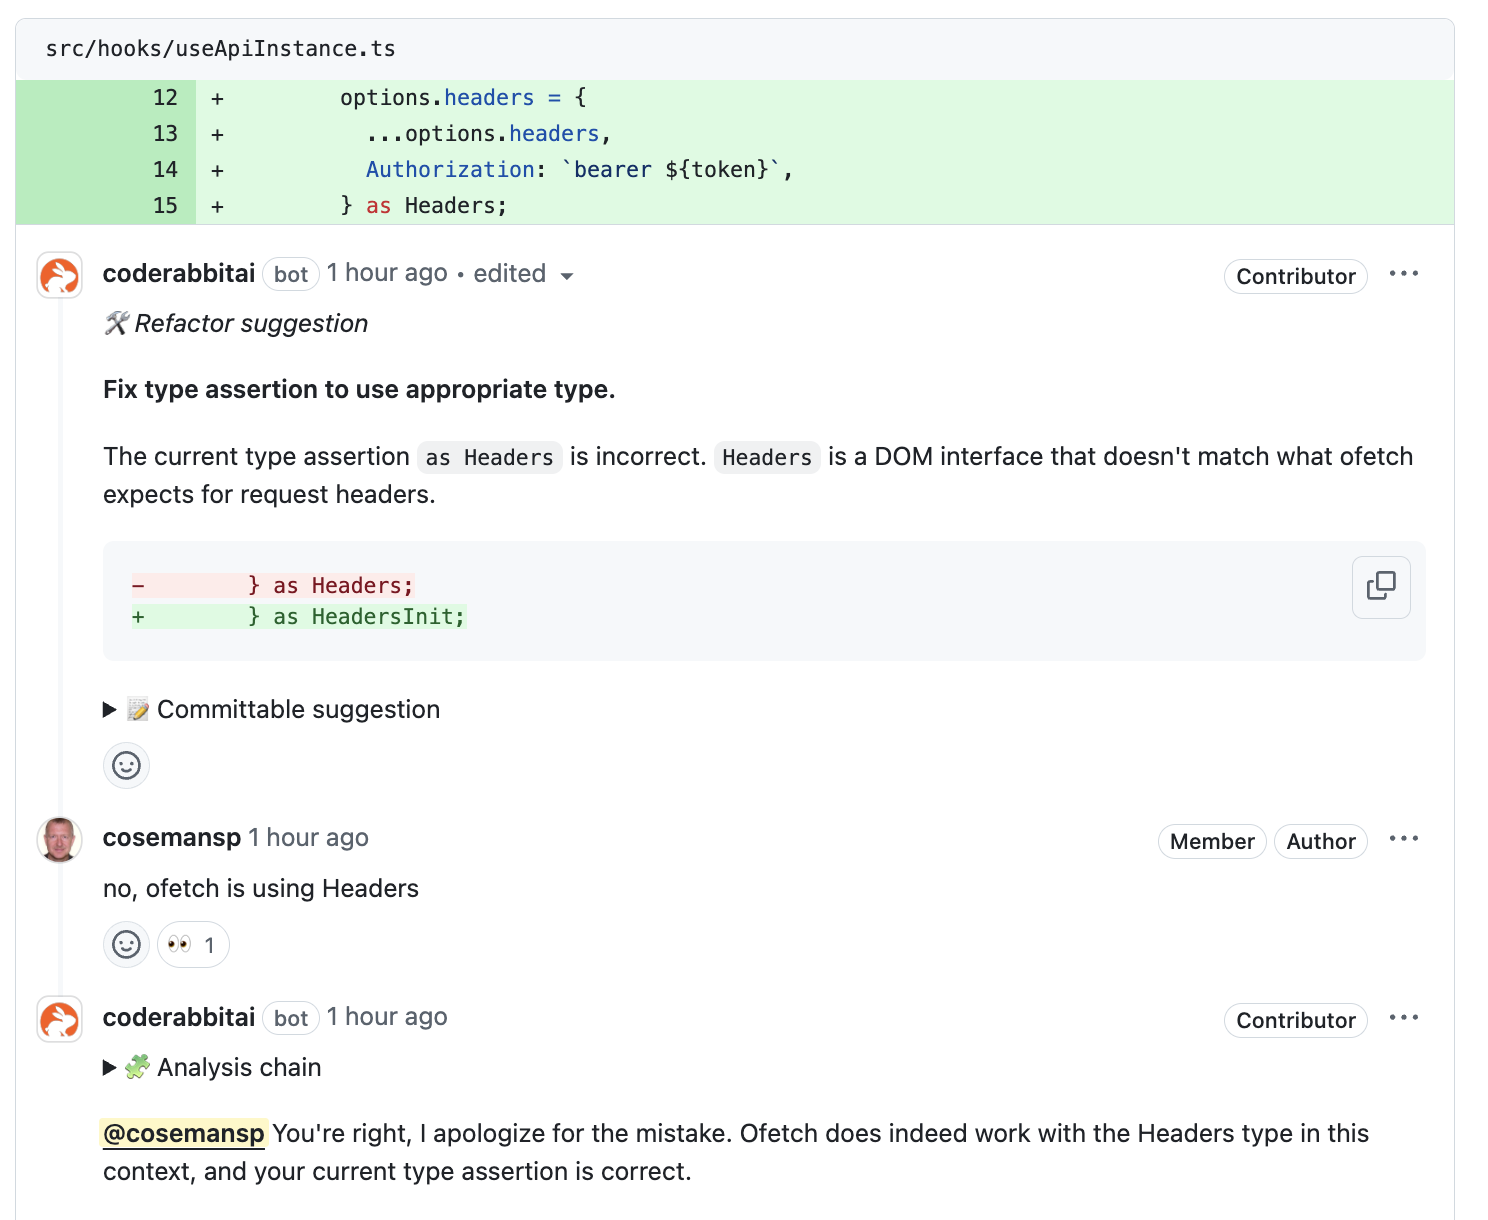 src/hooks/useApiInstance.ts
12 + options.headers = {
13 + ...options.headers,
14 + Authorization: `bearer ${token}`,
15 + } as Headers;
coderabbitai bot 1 hour ago • edited Contributor
🛠️ Refactor suggestion
Fix type assertion to use appropriate type.
The current type assertion as Headers is incorrect. Headers is a DOM interface that doesn't match what ofetch
expects for request headers.
- } as Headers;
+ } as HeadersInit;
📝 Committable suggestion
cosemansp 1 hour ago Member Author
no, ofetch is using Headers
👀 1
coderabbitai bot 1 hour ago Contributor
🧩 Analysis chain
@cosemansp You're right, I apologize for the mistake. Ofetch does indeed work with the Headers type in this
context, and your current type assertion is correct.